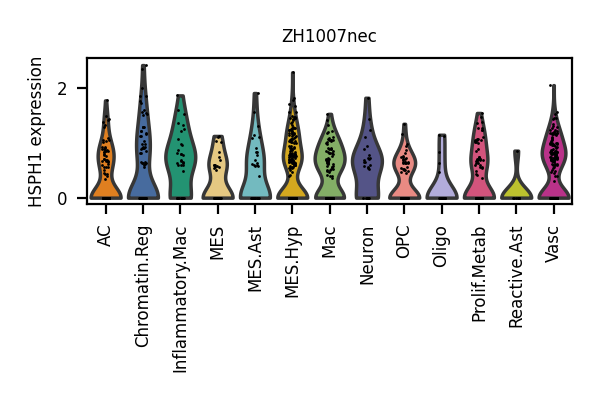 ZH1007nec
HSPH1 expression
2
0
AC
Chromatin.Reg
Inflammatory.Mac
MES
MES.Ast
MES.Hyp
Mac
Neuron
OPC
Oligo
Prolif.Metab
Reactive.Ast
Vasc